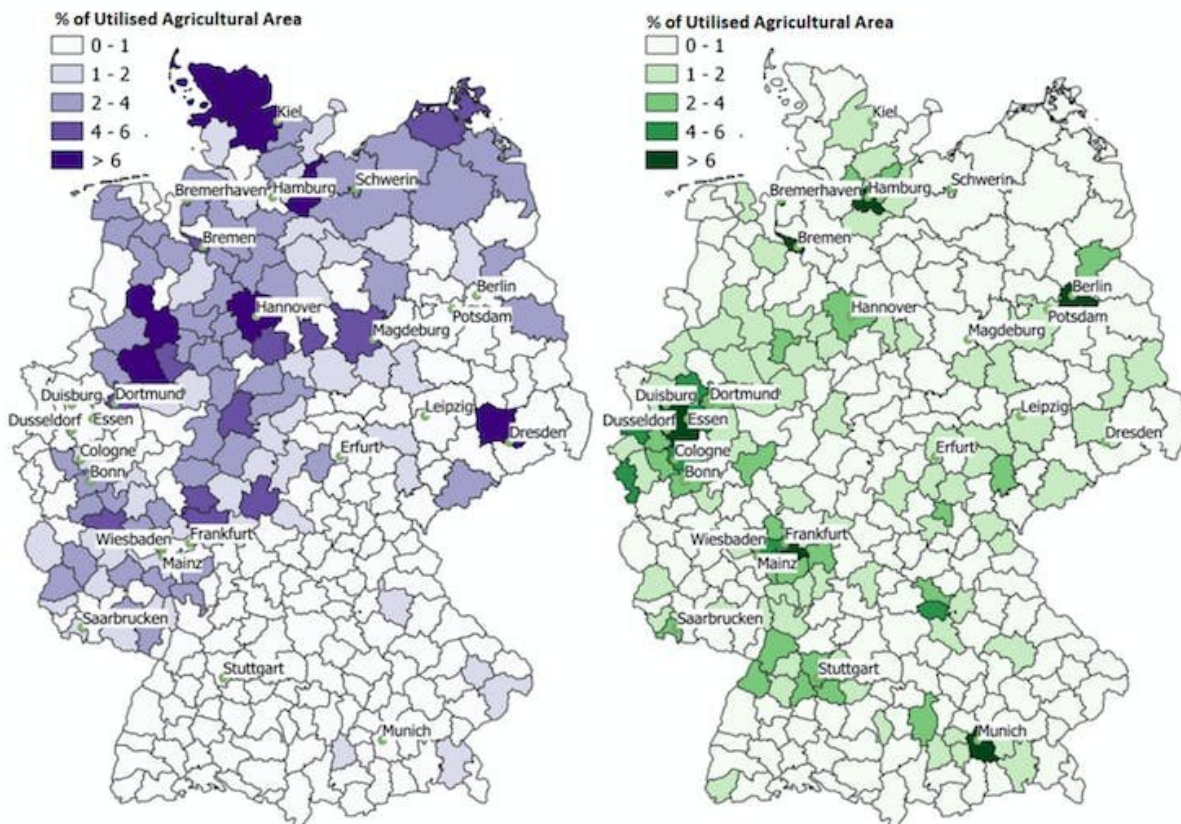 % of Utilised Agricultural Area
0 - 1
1 - 2
2 - 4
4 - 6
> 6
Kiel
Bremerhaven
Hamburg
Schwerin
Bremen
Hannover
Berlin
Potsdam
Magdeburg
Duisburg
Dortmund
Essen
Dusseldorf
Leipzig
Dresden
Cologne
Erfurt
Bonn
Wiesbaden
Frankfurt
Mainz
Saarbrucken
Stuttgart
Munich
% of Utilised Agricultural Area
0 - 1
1 - 2
2 - 4
4 - 6
> 6
Kiel
Bremerhaven
Hamburg
Schwerin
Bremen
Berlin
Hannover
Potsdam
Magdeburg
Duisburg
Dortmund
Dusseldorf
Essen
Leipzig
Dresden
Cologne
Erfurt
Bonn
Wiesbaden
Frankfurt
Mainz
Saarbrucken
Stuttgart
Munich